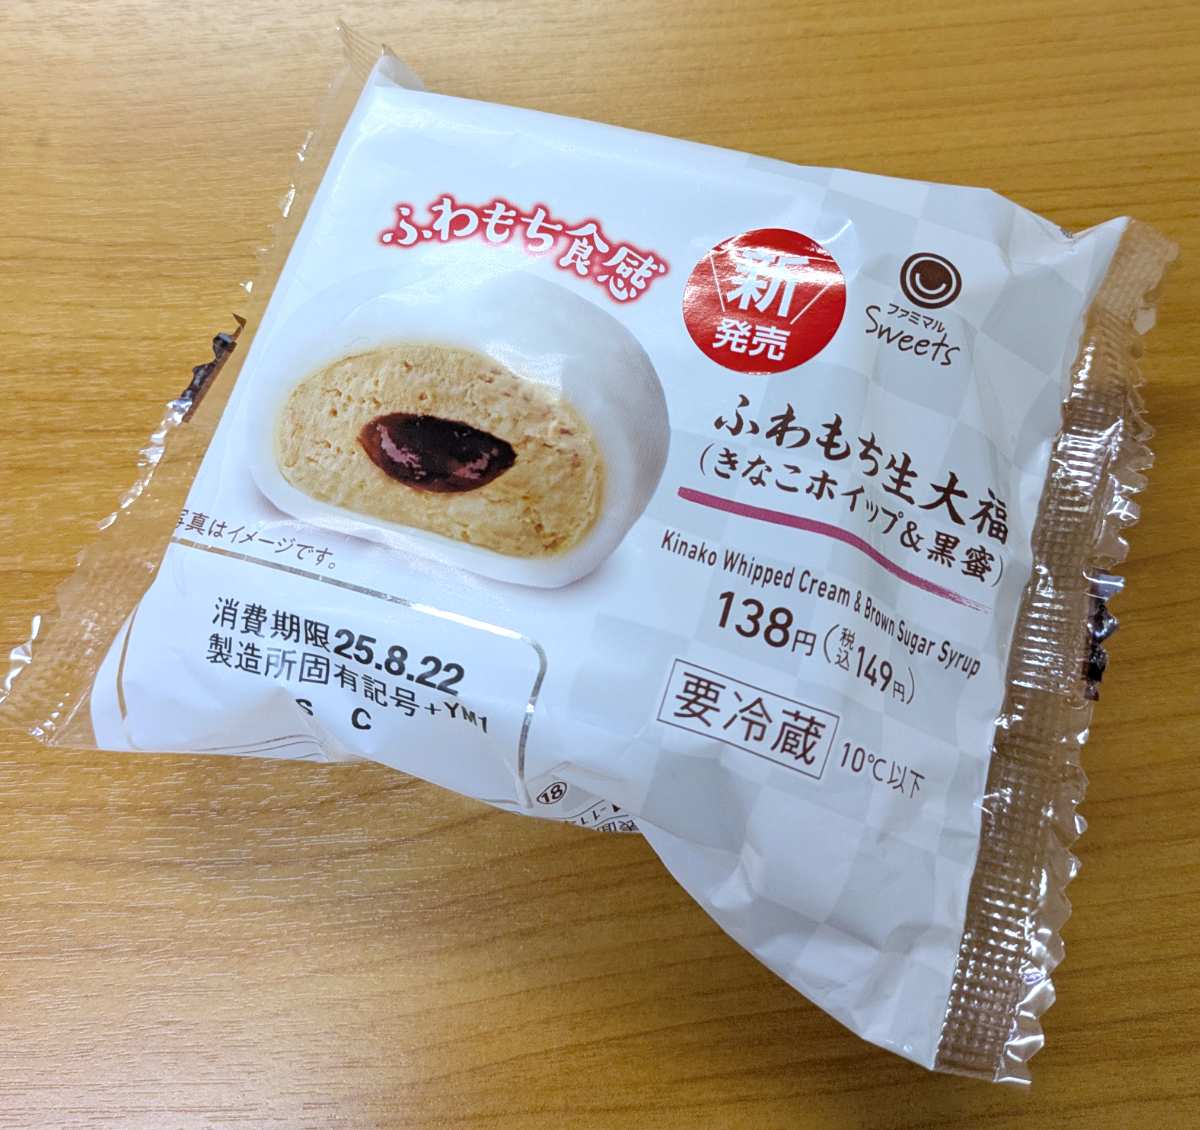 ふわもち食感
新
発売
ファミマル
Sweets
ふわもち生大福
(きなこホイップ&黒蜜)
Kinako Whipped Cream & Brown Sugar Syrup
138円(税込149円)
要冷蔵 10℃以下
写真はイメージです。
消費期限25.8.22
製造所固有記号+YM1
S C
18